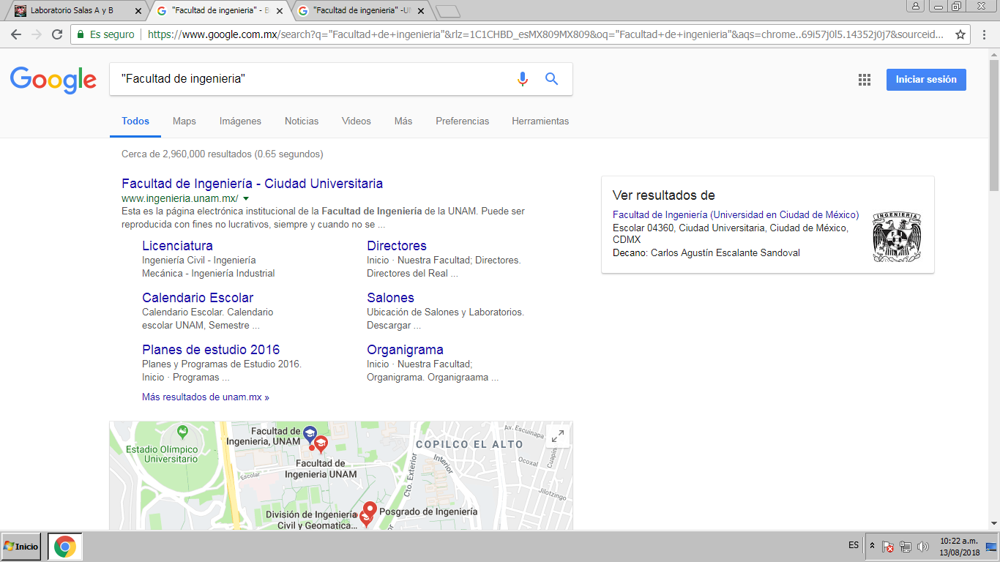 Laboratorio Salas A y B
"Facultad de ingenieria" - B
"Facultad de ingenieria" -U
Es seguro
https://www.google.com.mx/search?q="Facultad+de+ingenieria"&rlz=1C1CHBD_esMX809MX809&oq="Facultad+de+ingenieria"&aqs=chrome..69i57j0l5.14352j0j7&sourceid...
Google
"Facultad de ingenieria"
Iniciar sesión
Todos
Maps
Imágenes
Noticias
Videos
Más
Preferencias
Herramientas
Cerca de 2,960,000 resultados (0.65 segundos)
Facultad de Ingeniería - Ciudad Universitaria
www.ingenieria.unam.mx/
Esta es la página electrónica institucional de la Facultad de Ingeniería de la UNAM. Puede ser
reproducida con fines no lucrativos, siempre y cuando no se ...
Licenciatura
Ingeniería Civil - Ingeniería
Mecánica - Ingeniería Industrial
Directores
Inicio · Nuestra Facultad; Directores.
Directores del Real ...
Calendario Escolar
Calendario Escolar. Calendario
escolar UNAM, Semestre ...
Salones
Ubicación de Salones y Laboratorios.
Descargar ...
Planes de estudio 2016
Planes y Programas de Estudio 2016.
Inicio · Programas ...
Organigrama
Inicio · Nuestra Facultad;
Organigrama. Organigraama ...
Más resultados de unam.mx »
Ver resultados de
Facultad de Ingeniería (Universidad en Ciudad de México)
Escolar 04360, Ciudad Universitaria, Ciudad de México,
CDMX
Decano: Carlos Agustín Escalante Sandoval
INGENIERIA
Estadio Olímpico
Universitario
Facultad de
Ingenieria, UNAM
Facultad de
Ingenieria UNAM
Escolar
COPILCO EL ALTO
Av. Escuinapa
Ocoxal
Jilotzingo
Interior
Cto. Exterior
División de Ingeniería
Civil y Geomatica...
Posgrado de Ingeniería
Inicio
ES
10:22 a.m.
13/08/2018